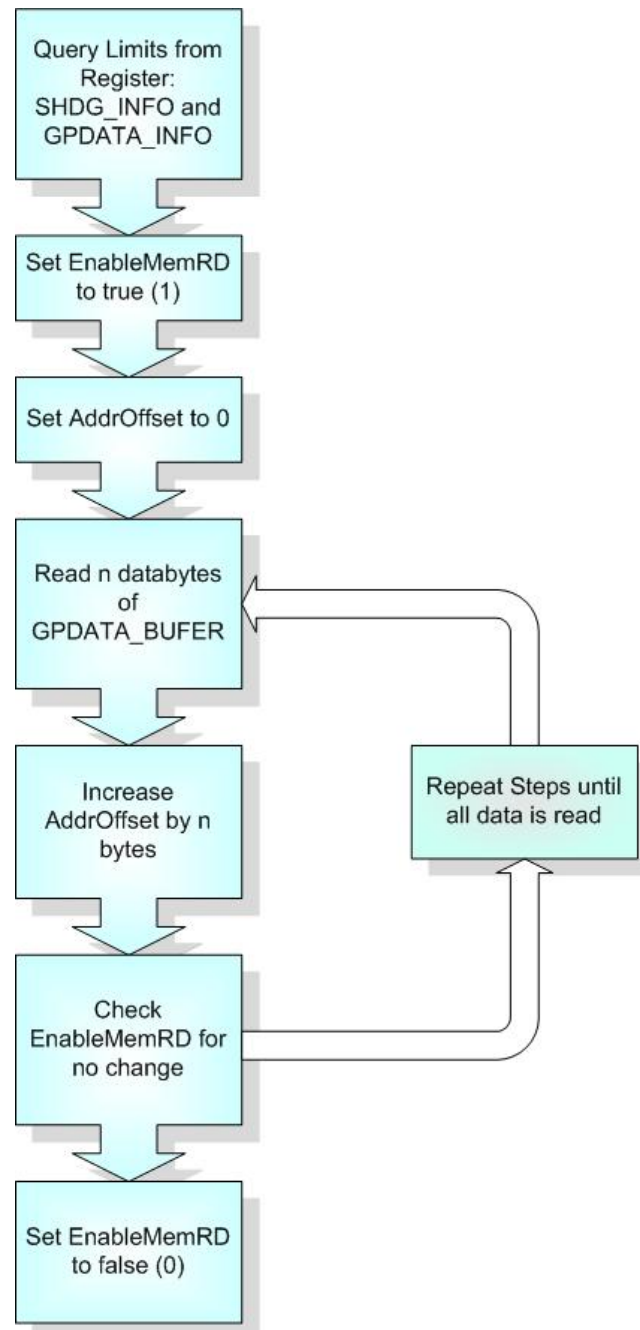 Query Limits from
Register:
SHDG_INFO and
GPDATA_INFO
Set EnableMemRD
to true (1)
Set AddrOffset to 0
Read n databytes
of
GPDATA_BUFER
Increase
AddrOffset by n
bytes
Repeat Steps until
all data is read
Check
EnableMemRD for
no change
Set EnableMemRD
to false (0)